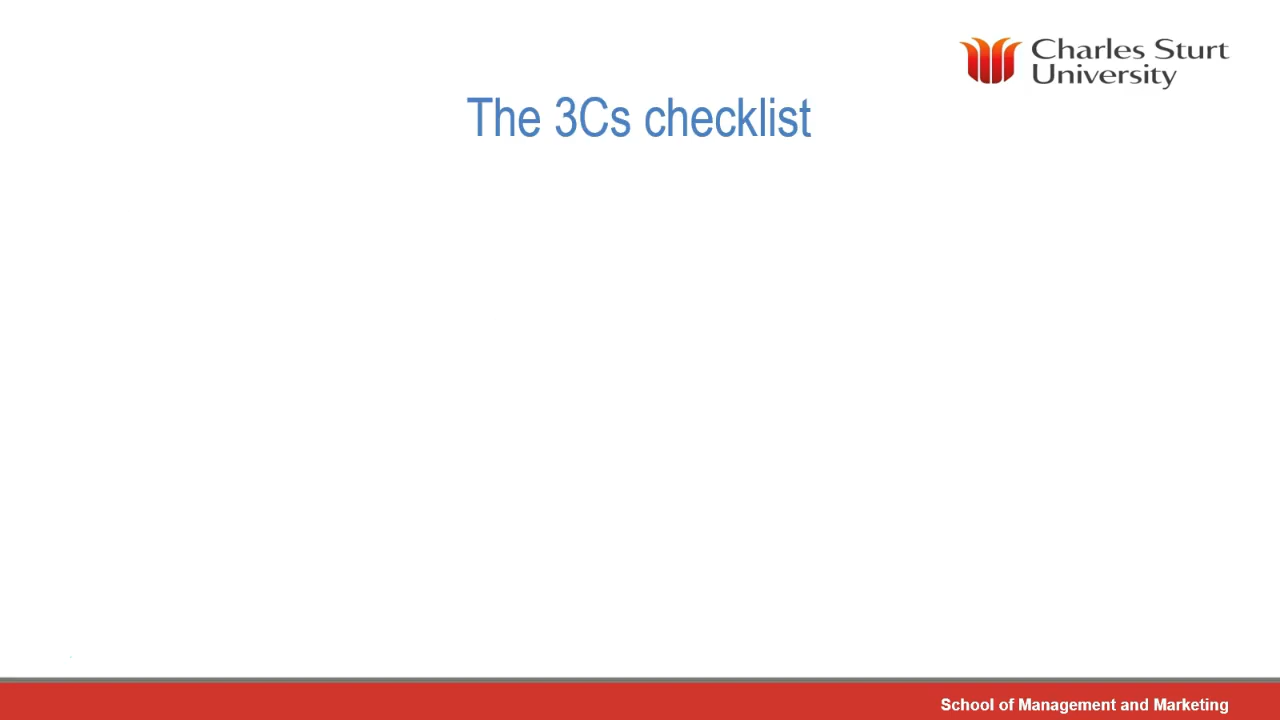 Charles Sturt
University
The 3Cs checklist
School of Management and Marketing